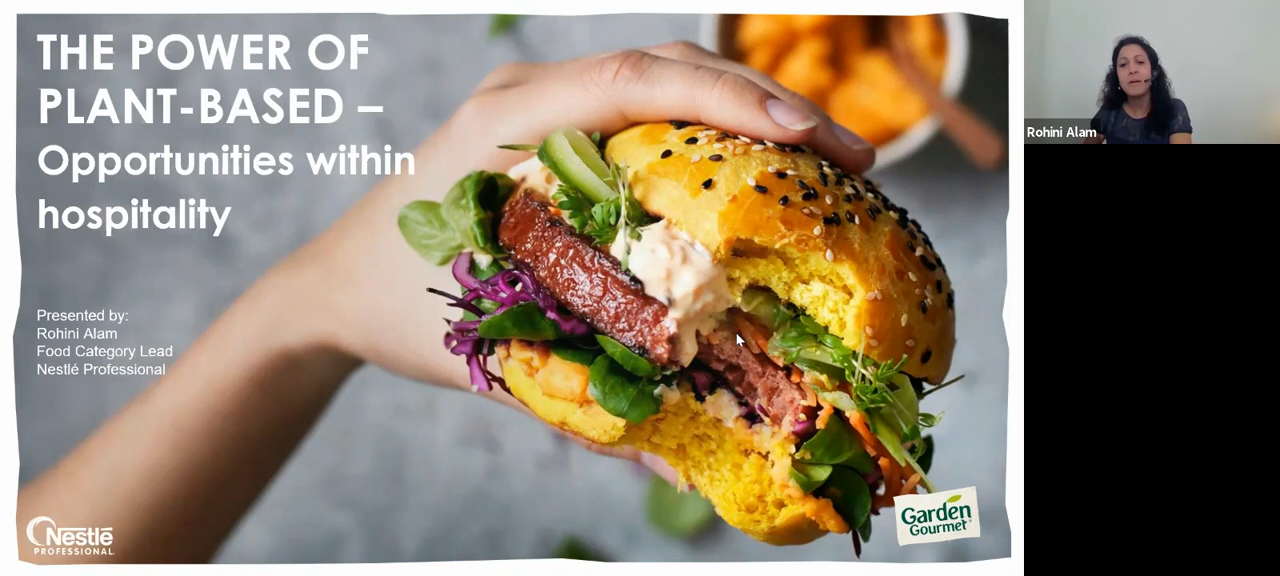 THE POWER OF
PLANT-BASED –
Opportunities within
hospitality
Presented by:
Rohini Alam
Food Category Lead
Nestlé Professional
Nestlé
PROFESSIONAL.
Garden
Gourmet
Rohini Alam